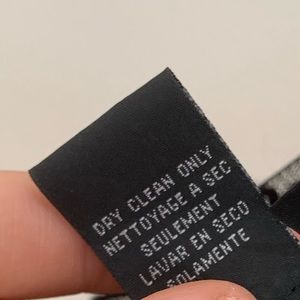 DRY CLEAN ONLY
NETTOYAGE A SEC
SEULEMENT
LAVAR EN SECO
SOLAMENTE